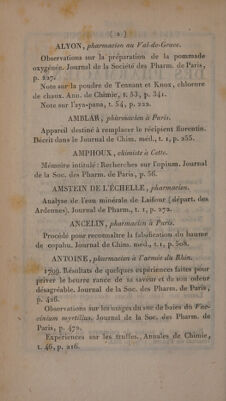 ( 2 )
ALYON, pharmacien au Val-de-Grace.
Observations sur la préparation de la pommade
oxygénée. Journal de la Société des Pharm. de Paris,
p. 227.
Note sur la poudre de Tennant et Knox, chlorure
de chaux. Ann. de Chimie, t. 53, p. 341.
Note sur l'aya-pana, t. 54, p. 222.
AMBLAR, pharmacien à Paris.
Appareil destiné à remplacer le récipient florentin.
Décrit dans le Journal de Chim. méd., t. 1, p. 255.
AMPHOUX, chimiste à Cette.
Mémoire intitulé: Recherches sur l'opium. Journal
de la Soc. des Pharm. de Paris, p. 56.
AMSTEIN DE L'ÉCHELLE, pharmacien.
Analyse de l'eau minérale de Laifour (départ. des
Ardennes). Journal de Pharm., t. 1, p. 272.
ANCELIN, pharmacien à Paris.
Procédé pour reconnaître la falsification du baume
de copahu. Journal de Chim. méd., t. 1, p. 508.
ANTOINE, pharmacien à l'armée du Rhin.
1799. Résultats de quelques expériences faites pour
priver le beurre rance de sa saveur et de son odeur
désagréable. Journal de la Soc. des Pharm. de Paris,
p. 426.
Observations sur les usages du suc de baies du Vac-
cinium myrtillus. Journal de la Soc. des Pharm. de
Paris, p. 470.
Expériences sur les truffes. Annales de Chimie,
t. 46, p. 216.